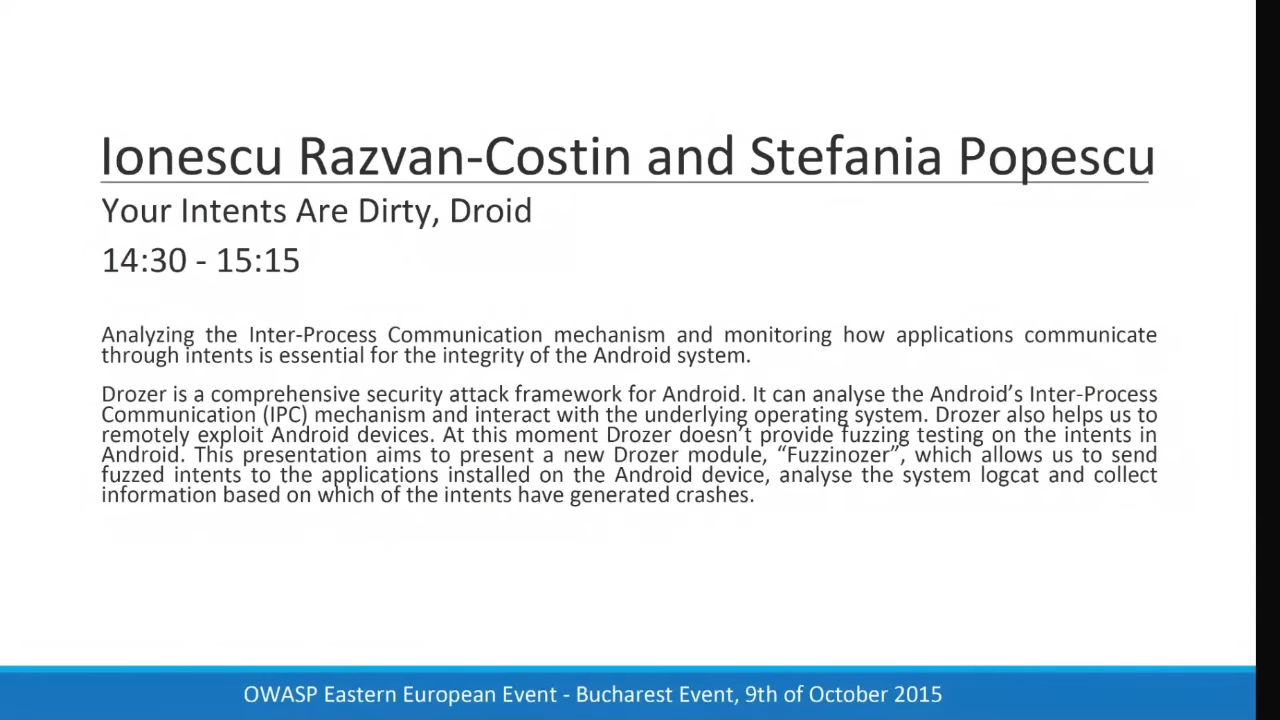 Ionescu Razvan-Costin and Stefania Popescu
Your Intents Are Dirty, Droid
14:30 - 15:15
Analyzing the Inter-Process Communication mechanism and monitoring how applications communicate
through intents is essential for the integrity of the Android system.
Drozer is a comprehensive security attack framework for Android. It can analyse the Android’s Inter-Process
Communication (IPC) mechanism and interact with the underlying operating system. Drozer also helps us to
remotely exploit Android devices. At this moment Drozer doesn’t provide fuzzing testing on the intents in
Android. This presentation aims to present a new Drozer module, “Fuzzinozer”, which allows us to send
fuzzed intents to the applications installed on the Android device, analyse the system logcat and collect
information based on which of the intents have generated crashes.
OWASP Eastern European Event - Bucharest Event, 9th of October 2015